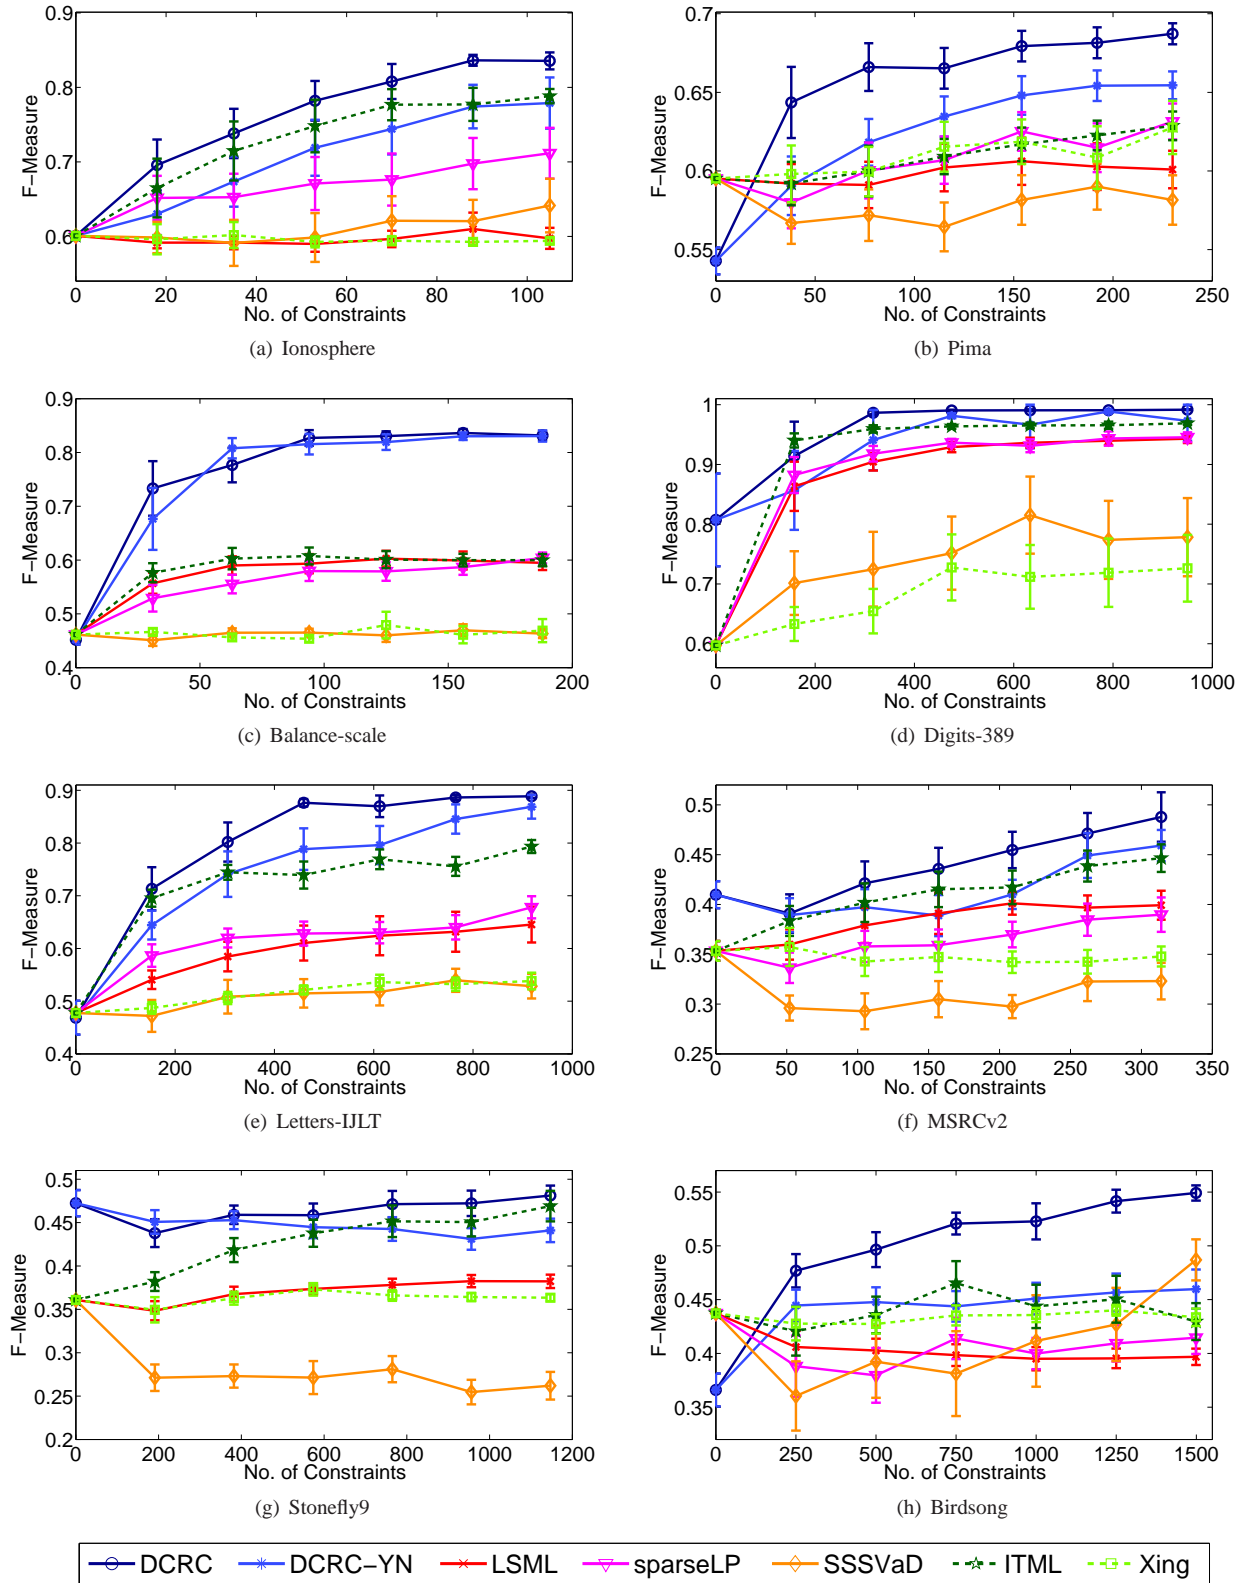 0.9
0.8
0.7
0.6
F-Measure
0 20 40 60 80 100
No. of Constraints
(a) Ionosphere
0.7
0.65
0.6
0.55
F-Measure
0 50 100 150 200 250
No. of Constraints
(b) Pima
0.9
0.8
0.7
0.6
0.5
0.4
F-Measure
0 50 100 150 200
No. of Constraints
(c) Balance-scale
1
0.9
0.8
0.7
0.6
F-Measure
0 200 400 600 800 1000
No. of Constraints
(d) Digits-389
0.9
0.8
0.7
0.6
0.5
0.4
F-Measure
0 200 400 600 800 1000
No. of Constraints
(e) Letters-IJLT
0.5
0.45
0.4
0.35
0.3
0.25
F-Measure
0 50 100 150 200 250 300 350
No. of Constraints
(f) MSRCv2
0.5
0.45
0.4
0.35
0.3
0.25
0.2
F-Measure
0 200 400 600 800 1000 1200
No. of Constraints
(g) Stonefly9
0.55
0.5
0.45
0.4
0.35
F-Measure
0 250 500 750 1000 1250 1500
No. of Constraints
(h) Birdsong
DCRC DCRC-YN LSML sparseLP SSSVaD ITML Xing